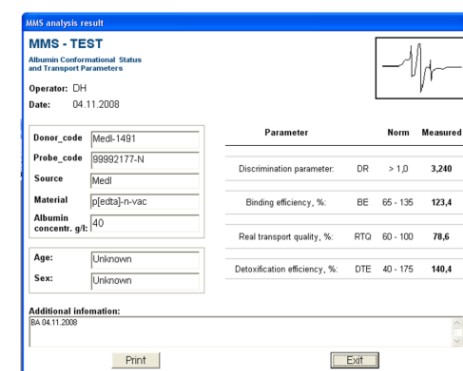 MMS analysis result
MMS - TEST
Albumin Conformational Status
and Transport Parameters
Operator: DH
Date: 04.11.2008
Donor_code Medl-1491
Probe_code 99992177-N
Source Medl
Material p[edta]-n-vac
Albumin
concentr. g/l: 40
Age: Unknown
Sex: Unknown
Parameter Norm Measured
Discrimination parameter: DR > 1,0 3,240
Binding efficiency, %: BE 65 - 135 123,4
Real transport quality, %: RTQ 60 - 100 78,6
Detoxification efficiency, %: DTE 40 - 175 140,4
Additional infomation:
BA 04.11.2008
Print Exit